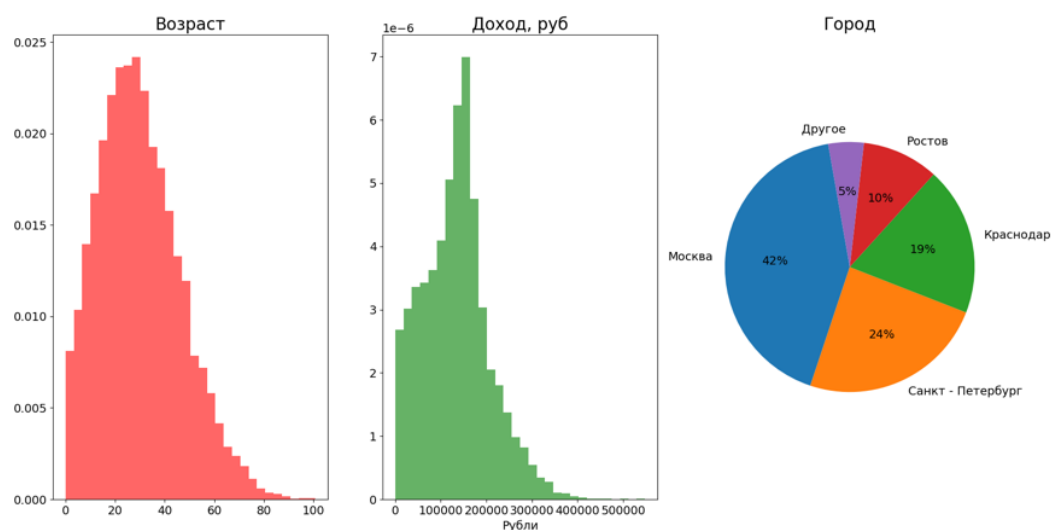 Возраст
0.025
0.020
0.015
0.010
0.005
0.000
0 20 40 60 80 100
Доход, руб
1e−6
7
6
5
4
3
2
1
0
0 100000 200000 300000 400000 500000
Рубли
Город
Другое
Ростов
5%
10%
Краснодар
19%
Москва
42%
24%
Санкт - Петербург